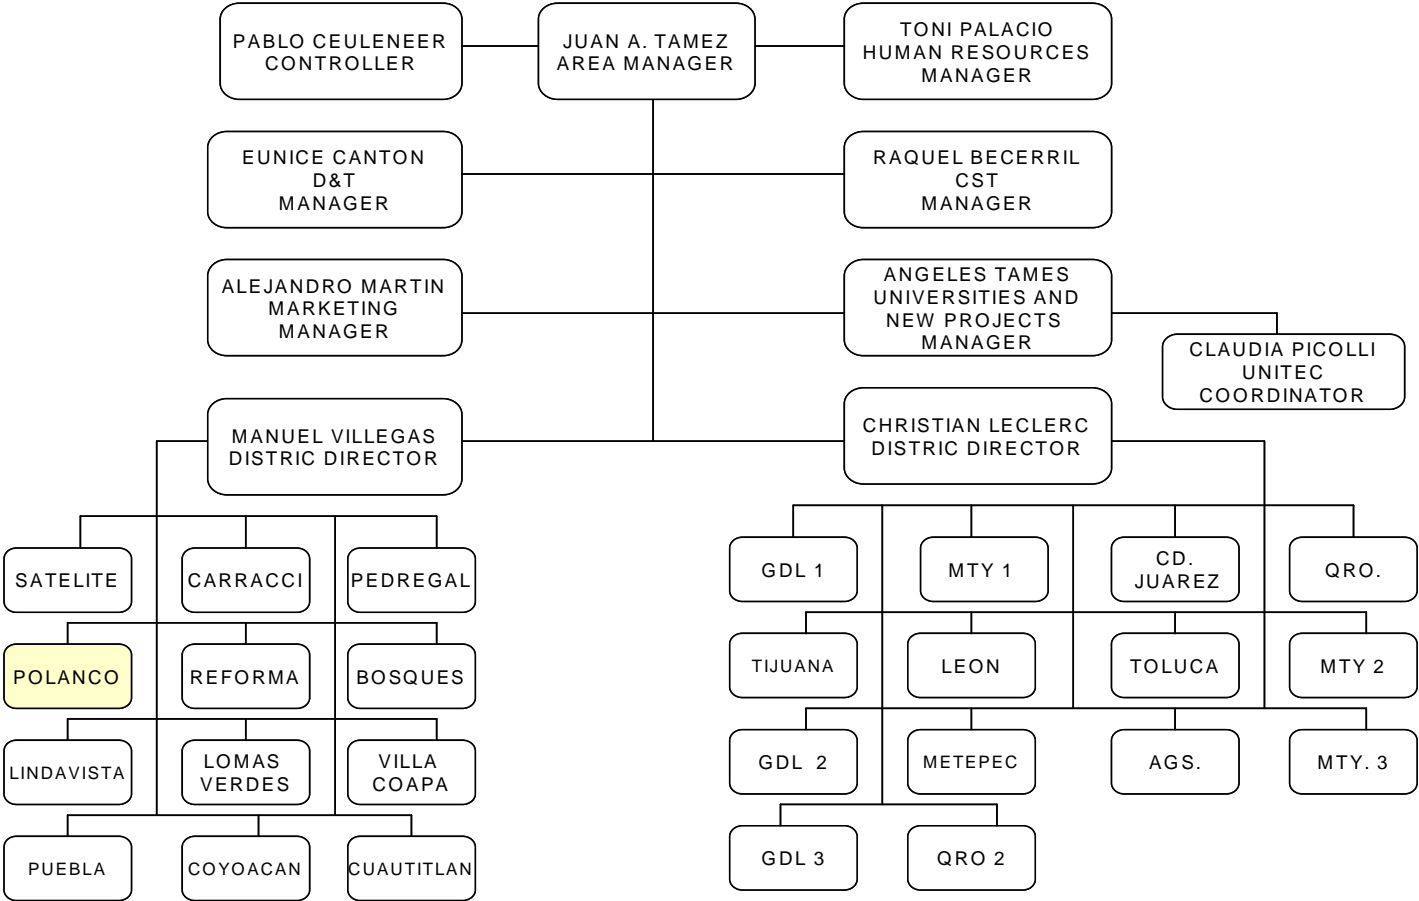 PABLO CEULENEER
CONTROLLER
JUAN A. TAMEZ
AREA MANAGER
TONI PALACIO
HUMAN RESOURCES
MANAGER
EUNICE CANTON
D&T
MANAGER
RAQUEL BECERRIL
CST
MANAGER
ALEJANDRO MARTIN
MARKETING
MANAGER
ANGELES TAMES
UNIVERSITIES AND
NEW PROJECTS
MANAGER
CLAUDIA PICOLLI
UNITEC
COORDINATOR
MANUEL VILLEGAS
DISTRIC DIRECTOR
CHRISTIAN LECLERC
DISTRIC DIRECTOR
SATELITE
CARRACCI
PEDREGAL
POLANCO
REFORMA
BOSQUES
LINDAVISTA
LOMAS
VERDES
VILLA
COAPA
PUEBLA
COYOACAN
CUAUTITLAN
GDL 1
MTY 1
CD.
JUAREZ
QRO.
TIJUANA
LEON
TOLUCA
MTY 2
GDL 2
METEPEC
AGS.
MTY. 3
GDL 3
QRO 2